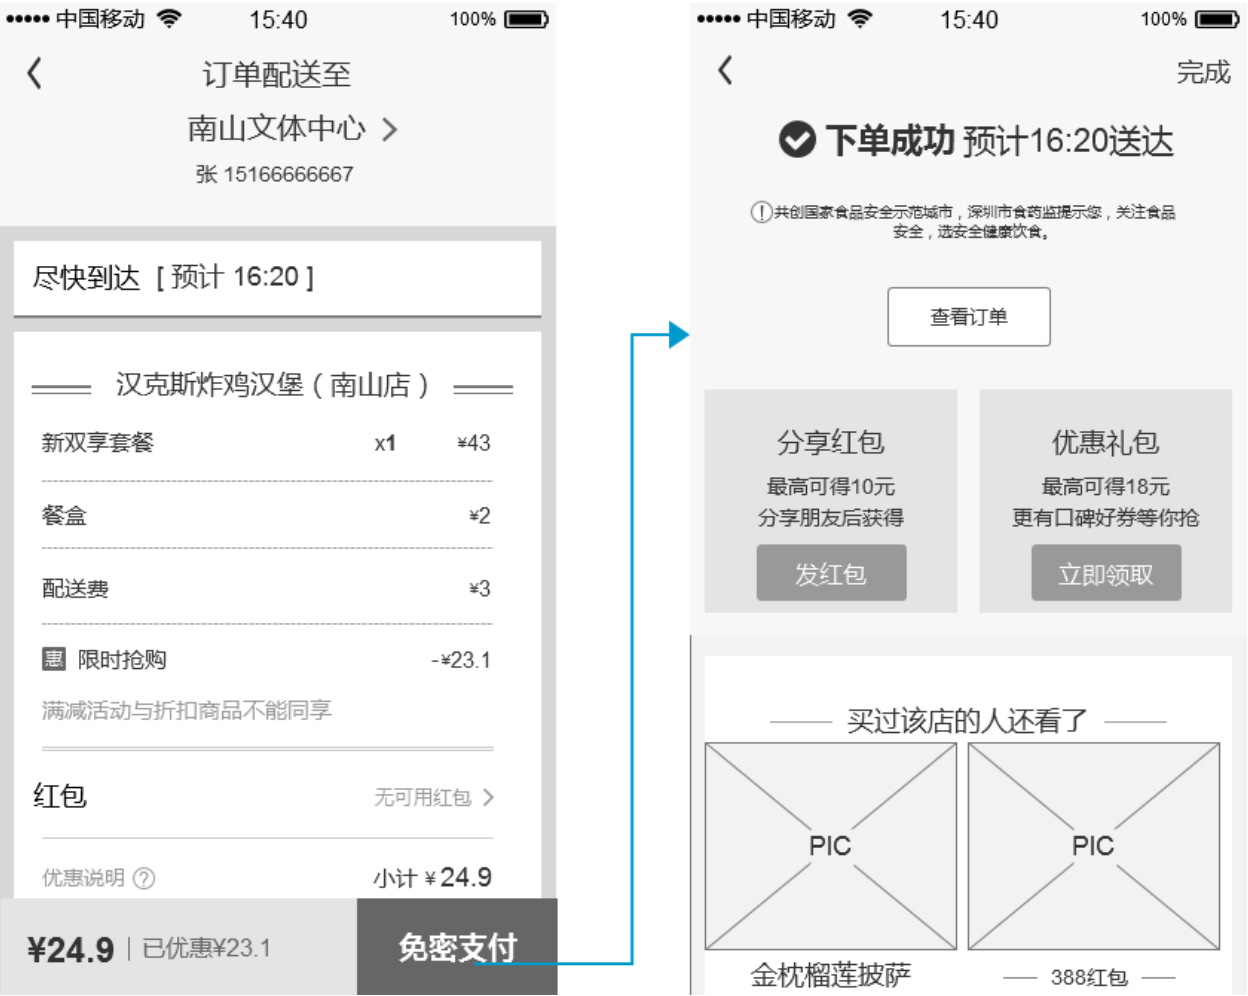 中国移动 15:40 100%
订单配送至
南山文体中心
张 15166666667
尽快到达 [ 预计 16:20 ]
汉克斯炸鸡汉堡（南山店）
新双享套餐 x1 ¥43
餐盒 ¥2
配送费 ¥3
惠 限时抢购 -¥23.1
满减活动与折扣商品不能同享
红包 无可用红包
优惠说明 ? 小计 ¥ 24.9
¥24.9 | 已优惠¥23.1 免密支付
中国移动 15:40 100%
完成
下单成功 预计16:20送达
! 共创国家食品安全示范城市，深圳市食药监提示您，关注食品
安全，选安全健康饮食。
查看订单
分享红包
最高可得10元
分享朋友后获得
发红包
优惠礼包
最高可得18元
更有口碑好券等你抢
立即领取
买过该店的人还看了
PIC PIC
金枕榴莲披萨 388红包